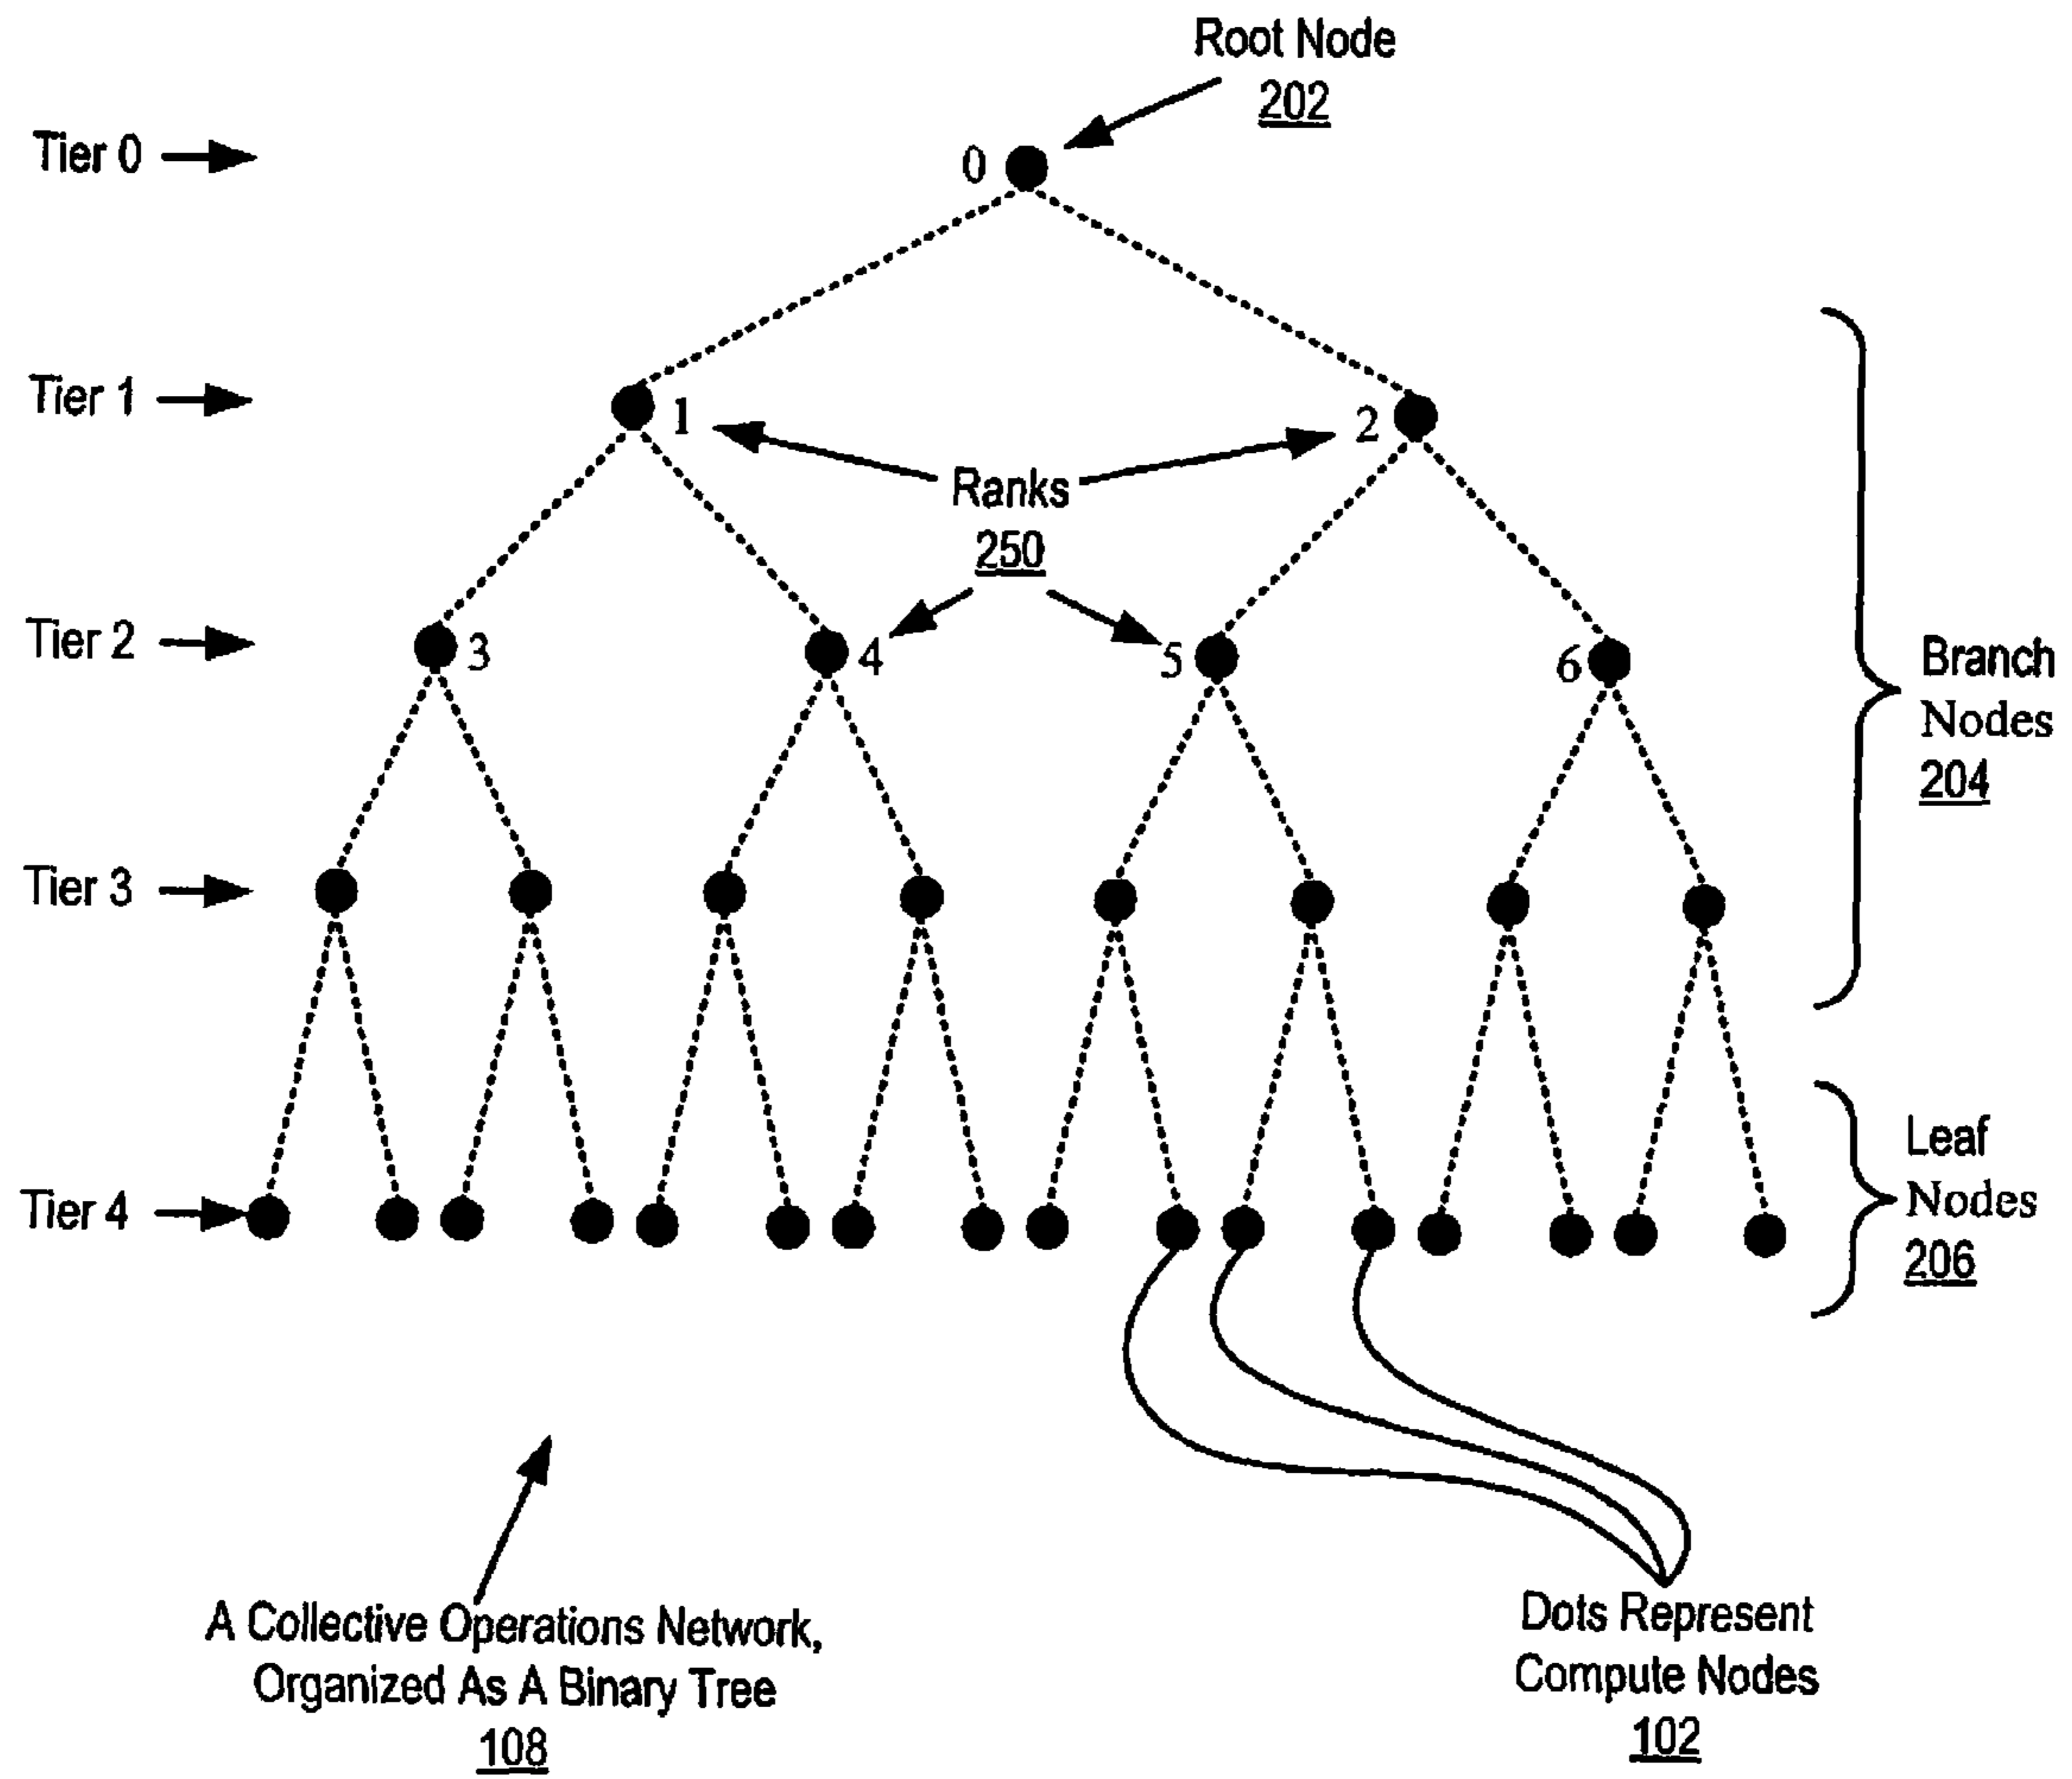 Root Node
202
Tier 0
0
Tier 1
1
2
Ranks
250
Tier 2
3
4
5
6
Branch
Nodes
204
Tier 3
Leaf
Nodes
206
Tier 4
A Collective Operations Network,
Organized As A Binary Tree
108
Dots Represent
Compute Nodes
102